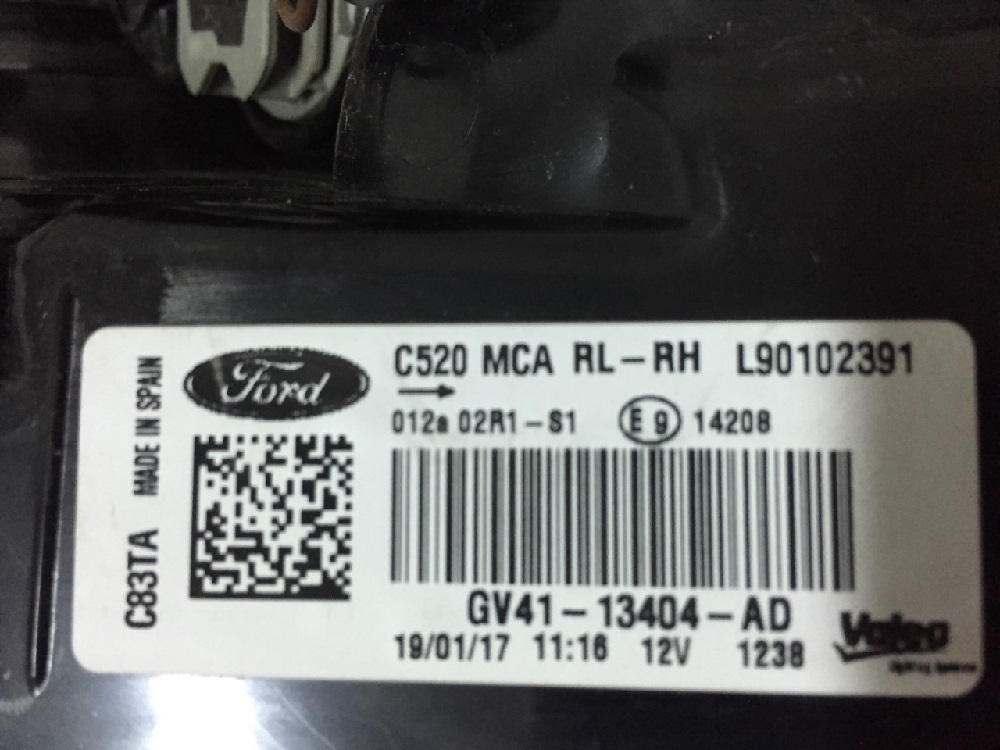 MADE IN SPAIN
C83TA
Ford
C520 MCA RL-RH L90102391
012a 02R1-S1 E9 14208
GV41-13404-AD
19/01/17 11:16 12V 1238
Valeo